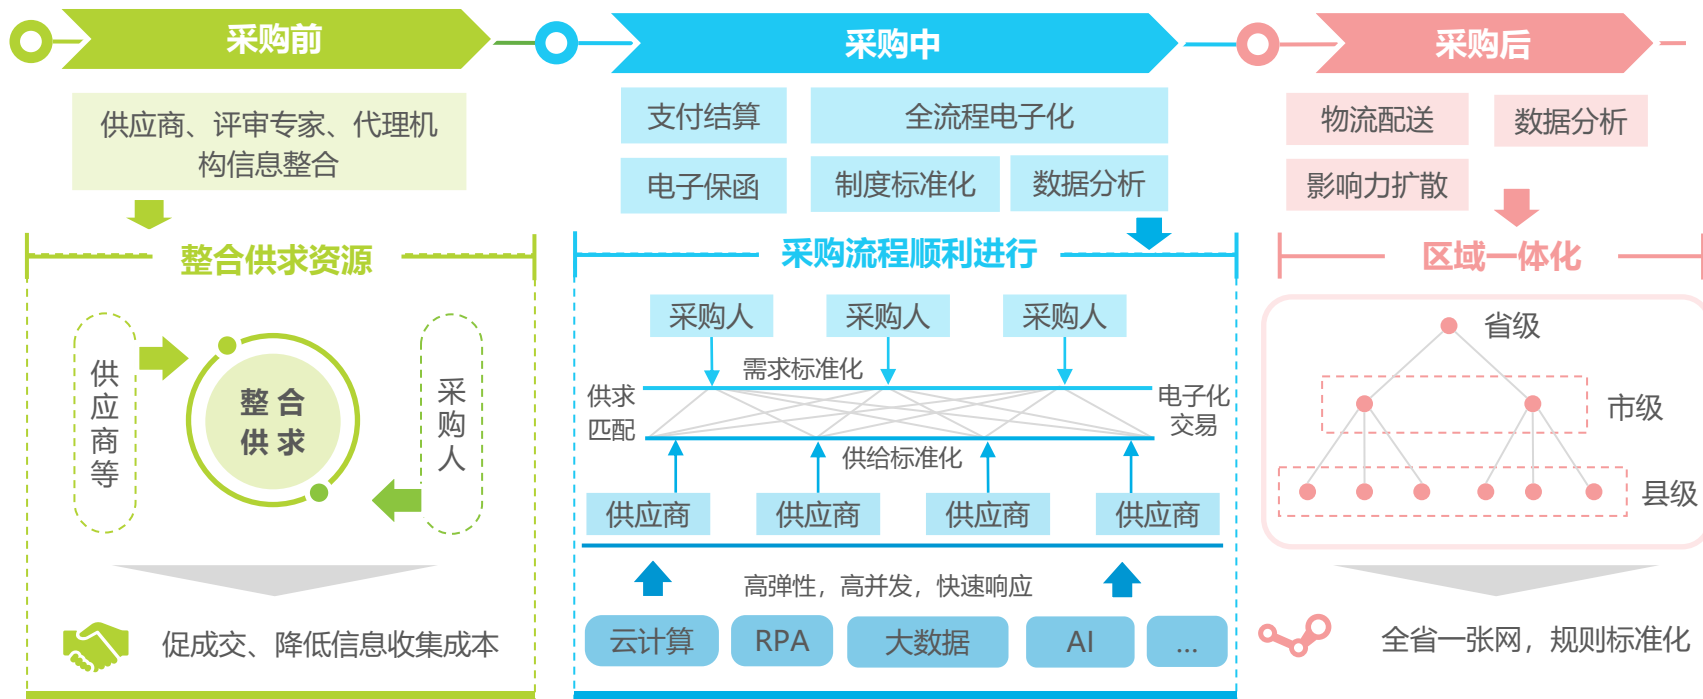 采购前
采购中
采购后
供应商、评审专家、代理机
构信息整合
支付结算
全流程电子化
电子保函
制度标准化
数据分析
物流配送
数据分析
影响力扩散
整合供求资源
采购流程顺利进行
区域一体化
供应商等
整合
供求
采购人
采购人
采购人
采购人
需求标准化
供求
匹配
电子化
交易
供给标准化
供应商
供应商
供应商
供应商
高弹性，高并发，快速响应
云计算
RPA
大数据
AI
...
省级
市级
县级
促成交、降低信息收集成本
全省一张网，规则标准化